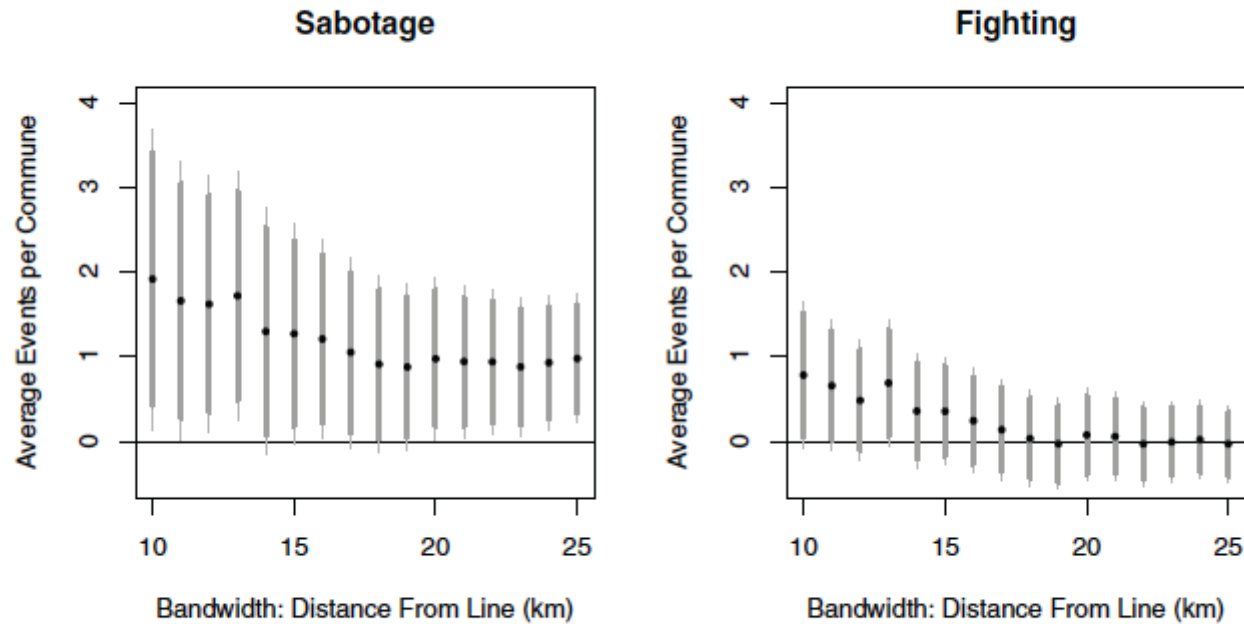 Sabotage
Average Events per Commune
4
3
2
1
0
10 15 20 25
Bandwidth: Distance From Line (km)
Fighting
Average Events per Commune
4
3
2
1
0
10 15 20 25
Bandwidth: Distance From Line (km)